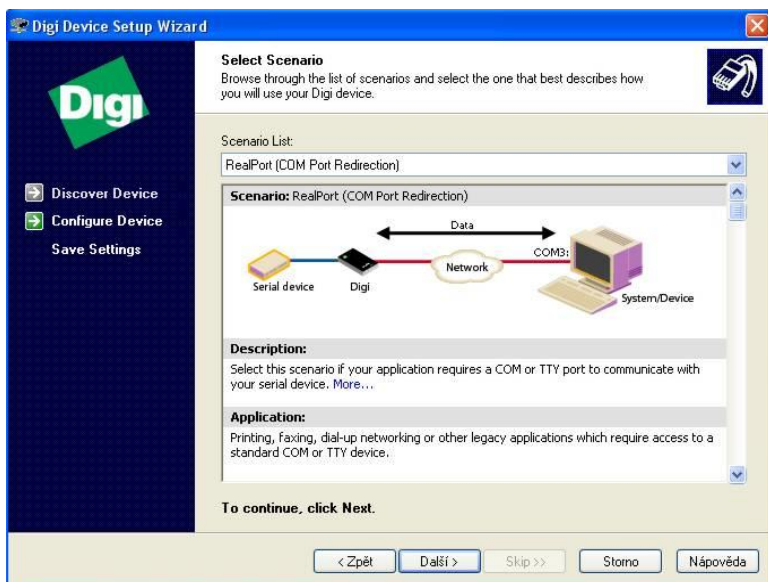 Digi Device Setup Wizard
Digi
Discover Device
Configure Device
Save Settings
Select Scenario
Browse through the list of scenarios and select the one that best describes how
you will use your Digi device.
Scenario List:
RealPort (COM Port Redirection)
Scenario: RealPort (COM Port Redirection)
Data
COM3:
Network
Serial device
Digi
System/Device
Description:
Select this scenario if your application requires a COM or TTY port to communicate with
your serial device. More...
Application:
Printing, faxing, dial-up networking or other legacy applications which require access to a
standard COM or TTY device.
To continue, click Next.
< Zpět
Další >
Skip >>
Storno
Nápověda